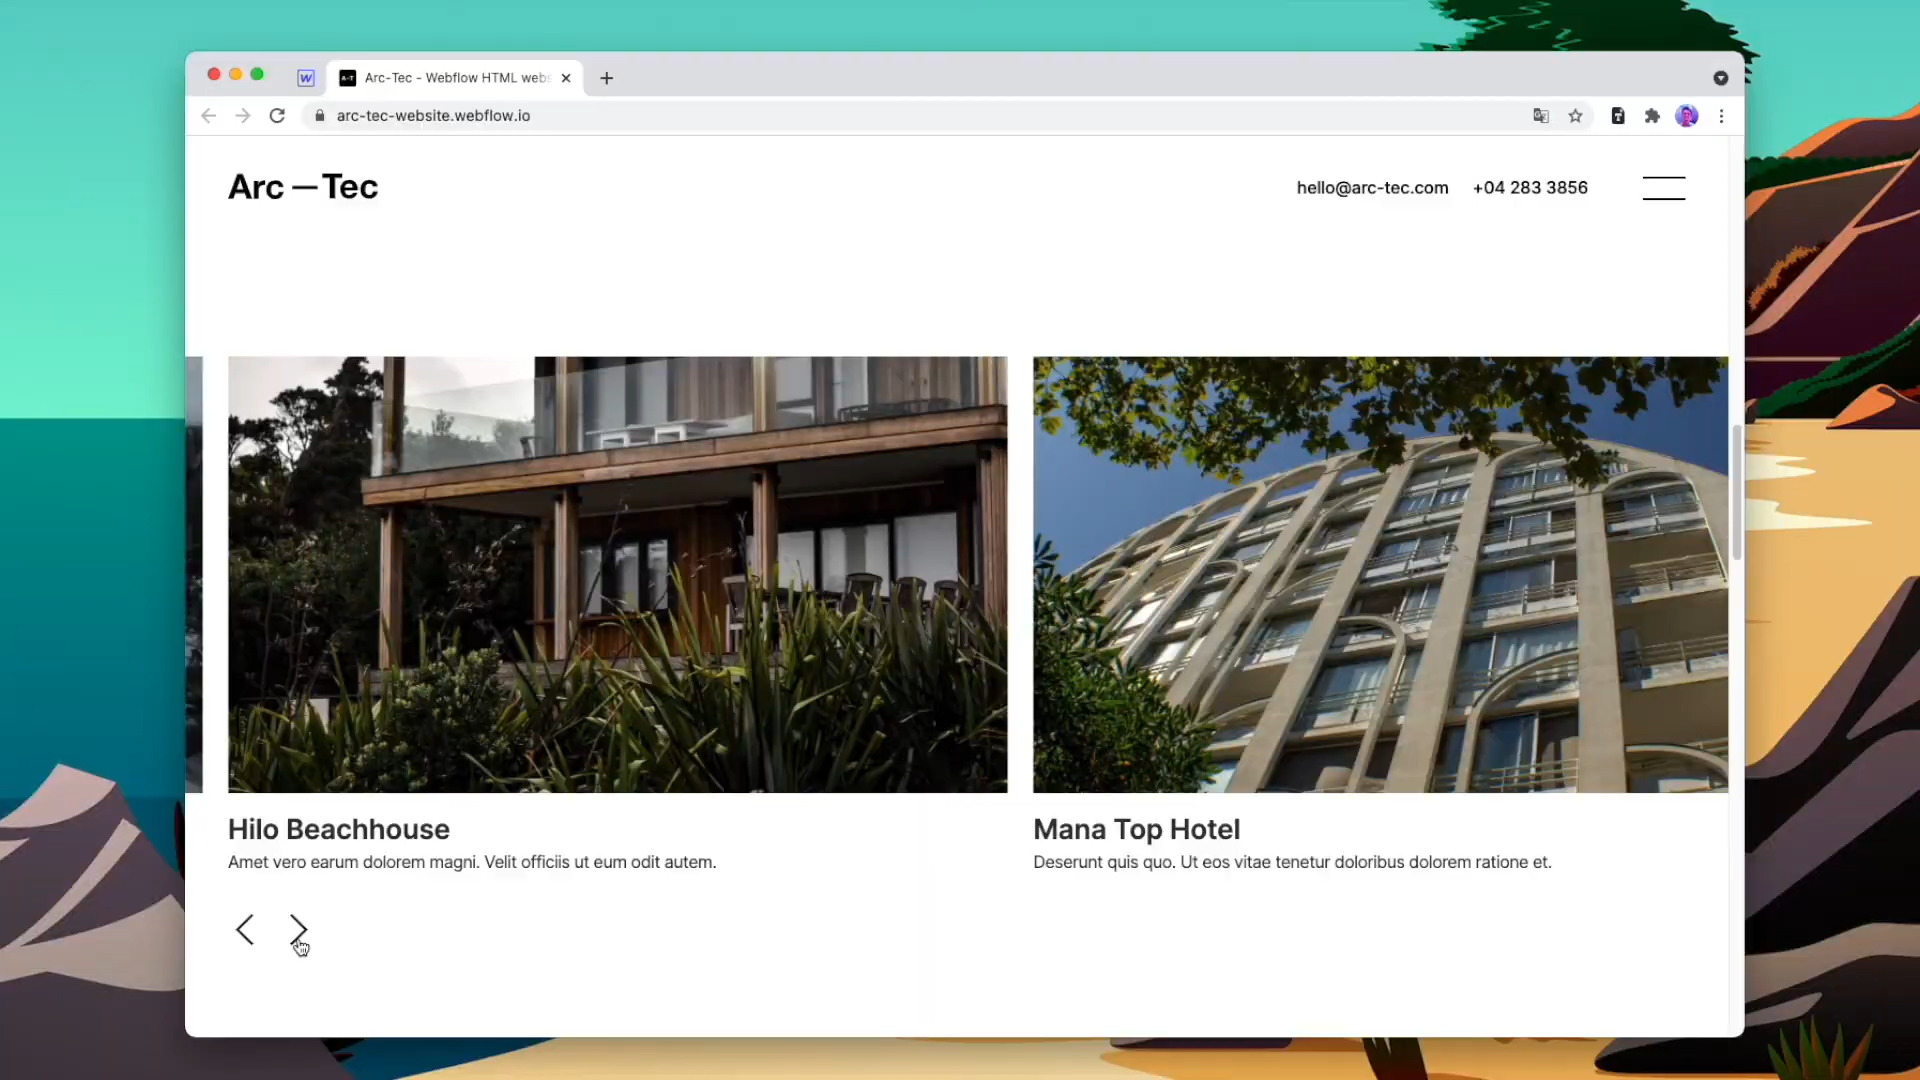 W
A-T
Arc-Tec - Webflow HTML webs
arc-tec-website.webflow.io
Arc — Tec
hello@arc-tec.com
+04 283 3856
Hilo Beachhouse
Amet vero earum dolorem magni. Velit officiis ut eum odit autem.
Mana Top Hotel
Deserunt quis quo. Ut eos vitae tenetur doloribus dolorem ratione et.